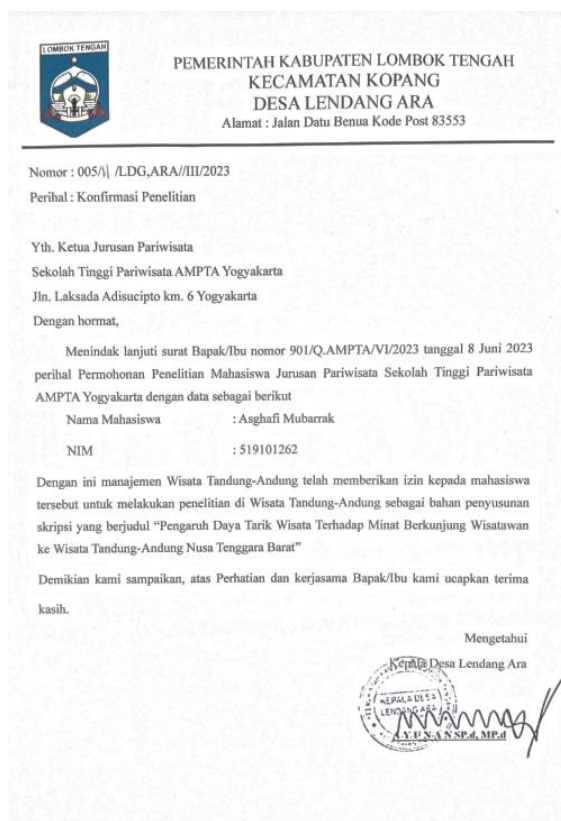 LOMBOK TENGAH
PEMERINTAH KABUPATEN LOMBOK TENGAH
KECAMATAN KOPANG
DESA LENDANG ARA
Alamat : Jalan Datu Benua Kode Post 83553
Nomor : 005/11 /LDG,ARA//III/2023
Perihal : Konfirmasi Penelitian
Yth. Ketua Jurusan Pariwisata
Sekolah Tinggi Pariwisata AMPTA Yogyakarta
Jln. Laksada Adisucipto km. 6 Yogyakarta
Dengan hormat,
Menindak lanjuti surat Bapak/Ibu nomor 901/Q.AMPTA/VI/2023 tanggal 8 Juni 2023
perihal Permohonan Penelitian Mahasiswa Jurusan Pariwisata Sekolah Tinggi Pariwisata
AMPTA Yogyakarta dengan data sebagai berikut
Nama Mahasiswa : Asghafi Mubarrak
NIM : 519101262
Dengan ini manajemen Wisata Tandung-Andung telah memberikan izin kepada mahasiswa
tersebut untuk melakukan penelitian di Wisata Tandung-Andung sebagai bahan penyusunan
skripsi yang berjudul “Pengaruh Daya Tarik Wisata Terhadap Minat Berkunjung Wisatawan
ke Wisata Tandung-Andung Nusa Tenggara Barat”
Demikian kami sampaikan, atas Perhatian dan kerjasama Bapak/Ibu kami ucapkan terima
kasih.
Mengetahui
Kepala Desa Lendang Ara
KEPALA DESA
LENDANG ARA
A Y U N A N SP.d, MP.d